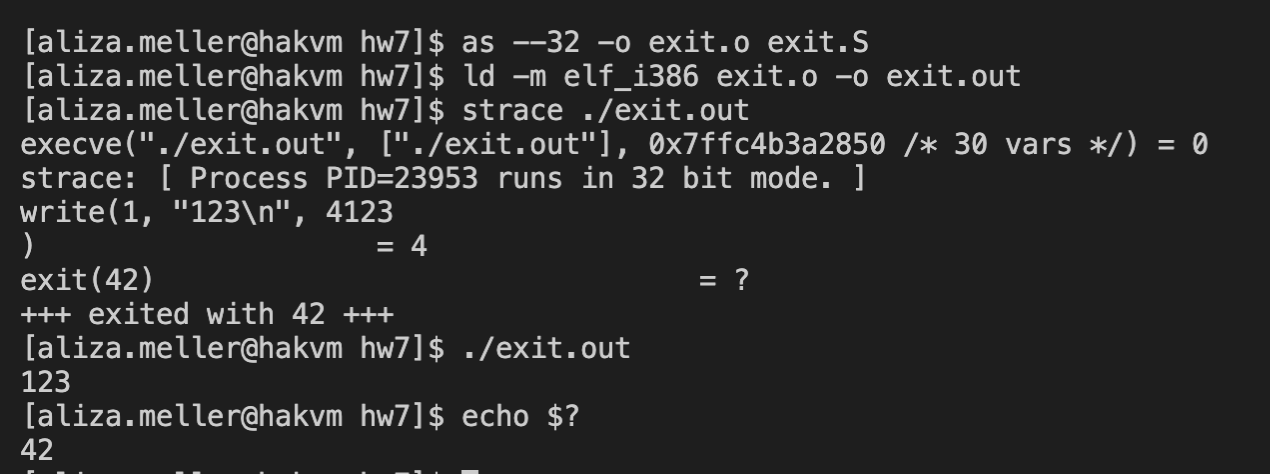 [aliza.meller@hakvm hw7]$ as --32 -o exit.o exit.S
[aliza.meller@hakvm hw7]$ ld -m elf_i386 exit.o -o exit.out
[aliza.meller@hakvm hw7]$ strace ./exit.out
execve("./exit.out", ["./exit.out"], 0x7ffc4b3a2850 /* 30 vars */) = 0
strace: [ Process PID=23953 runs in 32 bit mode. ]
write(1, "123\n", 4123
)                     = 4
exit(42)                                = ?
+++ exited with 42 +++
[aliza.meller@hakvm hw7]$ ./exit.out
123
[aliza.meller@hakvm hw7]$ echo $?
42